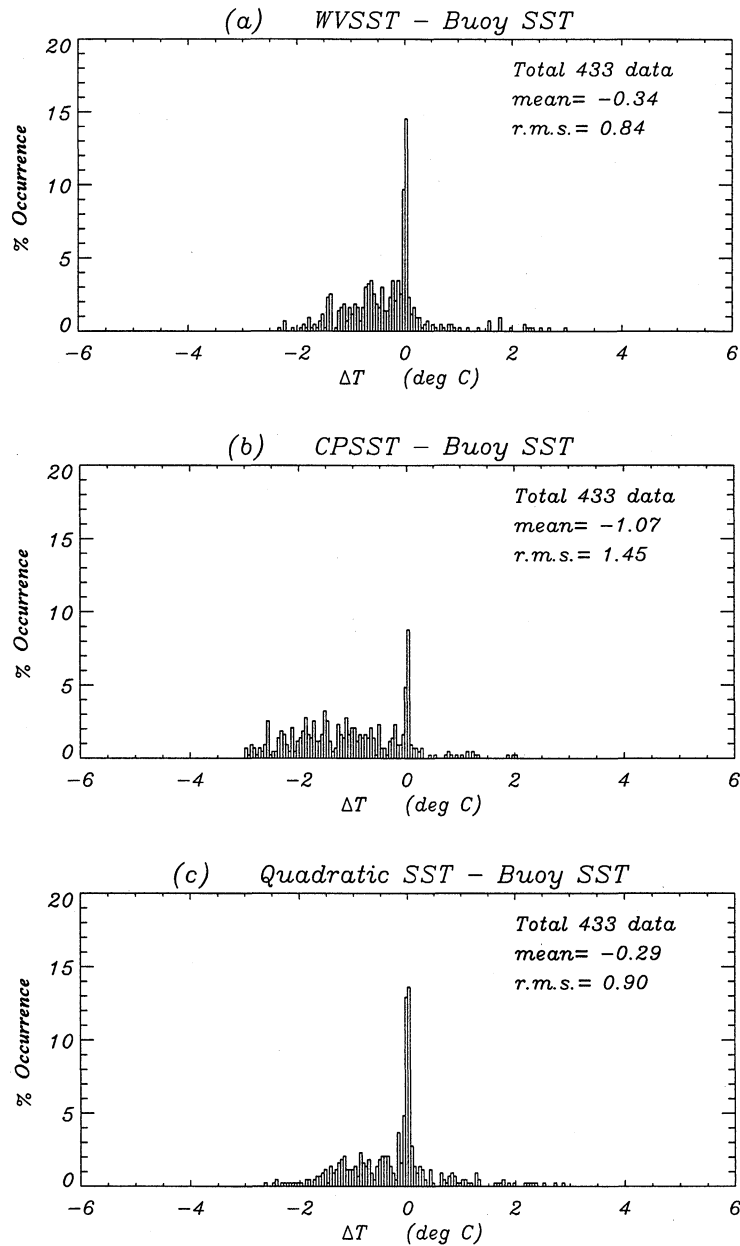 (a) WVSST − Buoy SST
20
15
10
5
0
% Occurrence
Total 433 data
mean= −0.34
r.m.s.= 0.84
−6 −4 −2 0 2 4 6
ΔT (deg C)
(b) CPSST − Buoy SST
20
15
10
5
0
% Occurrence
Total 433 data
mean= −1.07
r.m.s.= 1.45
−6 −4 −2 0 2 4 6
ΔT (deg C)
(c) Quadratic SST − Buoy SST
20
15
10
5
0
% Occurrence
Total 433 data
mean= −0.29
r.m.s.= 0.90
−6 −4 −2 0 2 4 6
ΔT (deg C)